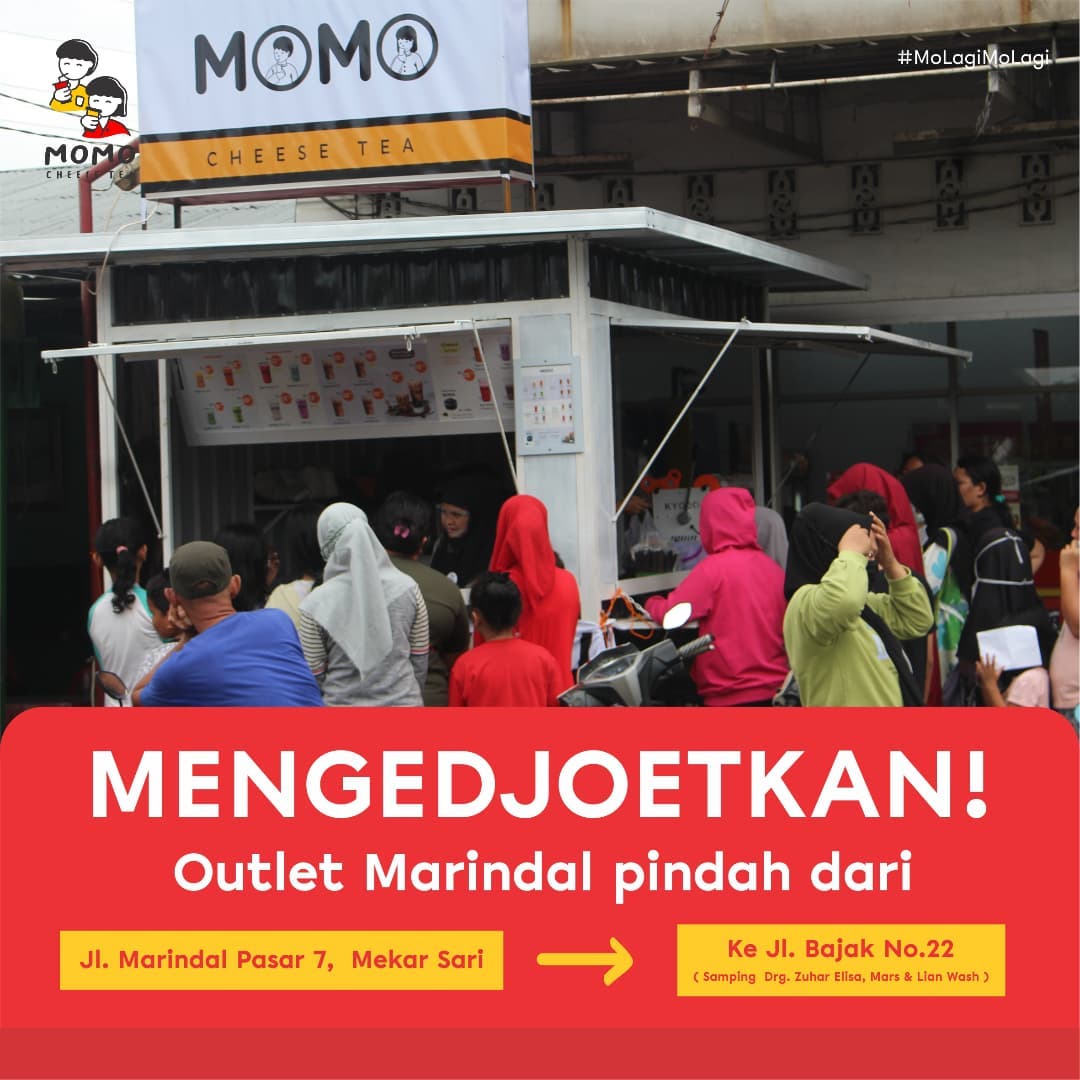 MOMO
CHEESE TEA
#MoLagiMoLagi
MOMO
CHEESE TEA
MENGEDJOETKAN!
Outlet Marindal pindah dari
Jl. Marindal Pasar 7, Mekar Sari
Ke Jl. Bajak No.22
( Samping Drg. Zuhar Elisa, Mars & Lian Wash )